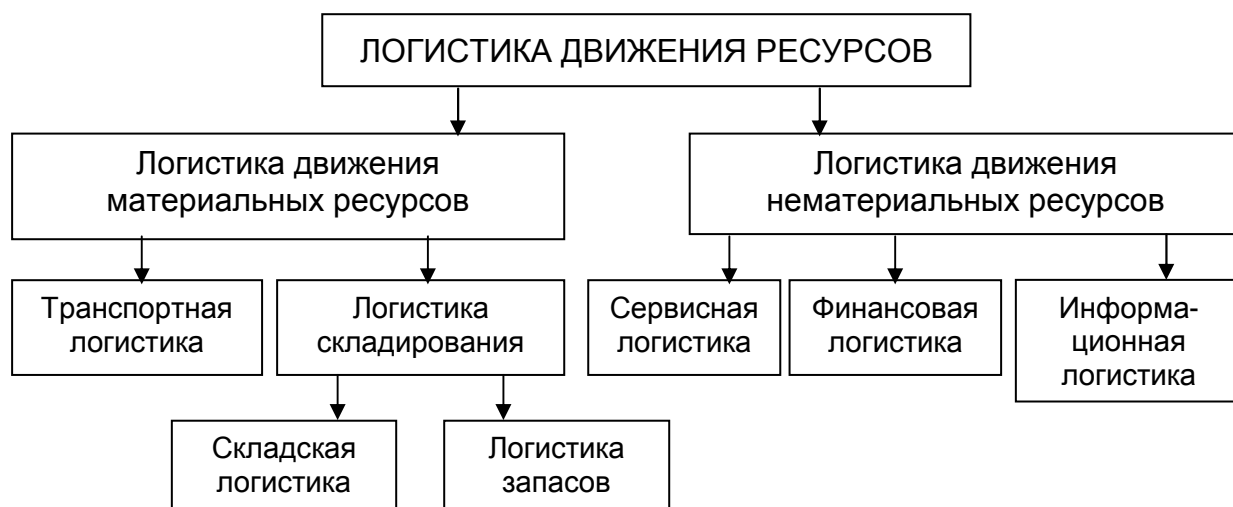 ЛОГИСТИКА ДВИЖЕНИЯ РЕСУРСОВ
Логистика движения
материальных ресурсов
Логистика движения
нематериальных ресурсов
Транспортная
логистика
Логистика
складирования
Сервисная
логистика
Финансовая
логистика
Информа-
ционная
логистика
Складская
логистика
Логистика
запасов